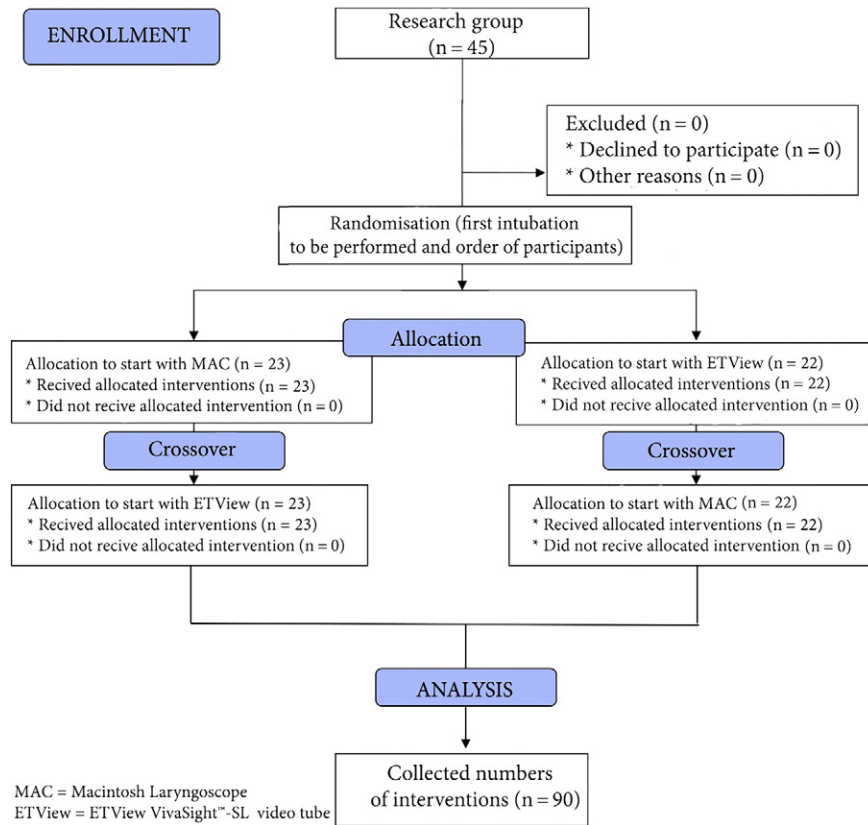 ENROLLMENT
Research group
(n = 45)
Excluded (n = 0)
* Declined to participate (n = 0)
* Other reasons (n = 0)
Randomisation (first intubation
to be performed and order of participants)
Allocation
Allocation to start with MAC (n = 23)
* Recived allocated interventions (n = 23)
* Did not recive allocated intervention (n = 0)
Allocation to start with ETView (n = 22)
* Recived allocated interventions (n = 22)
* Did not recive allocated intervention (n = 0)
Crossover
Crossover
Allocation to start with ETView (n = 23)
* Recived allocated interventions (n = 23)
* Did not recive allocated intervention (n = 0)
Allocation to start with MAC (n = 22)
* Recived allocated interventions (n = 22)
* Did not recive allocated intervention (n = 0)
ANALYSIS
Collected numbers
of interventions (n = 90)
MAC = Macintosh Laryngoscope
ETView = ETView VivaSight™-SL video tube